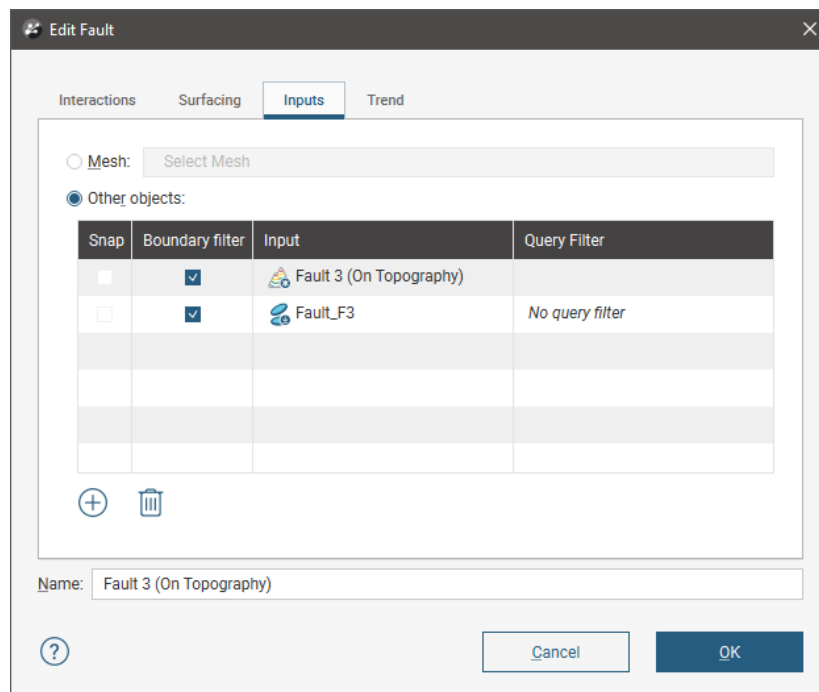 Edit Fault
Interactions Surfacing Inputs Trend
Mesh: Select Mesh
Other objects:
Snap Boundary filter Input Query Filter
Fault 3 (On Topography)
Fault_F3 No query filter
Name: Fault 3 (On Topography)
? Cancel OK